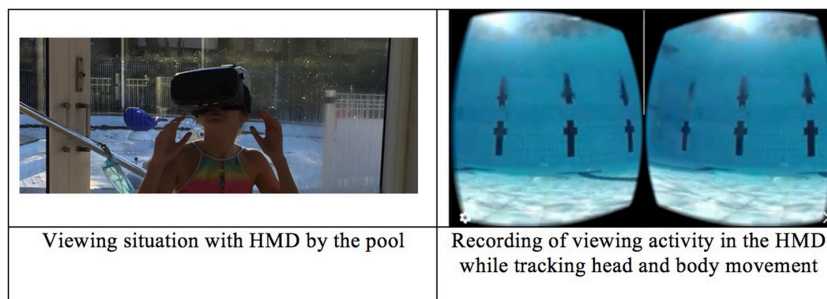 Viewing situation with HMD by the pool
Recording of viewing activity in the HMD
while tracking head and body movement